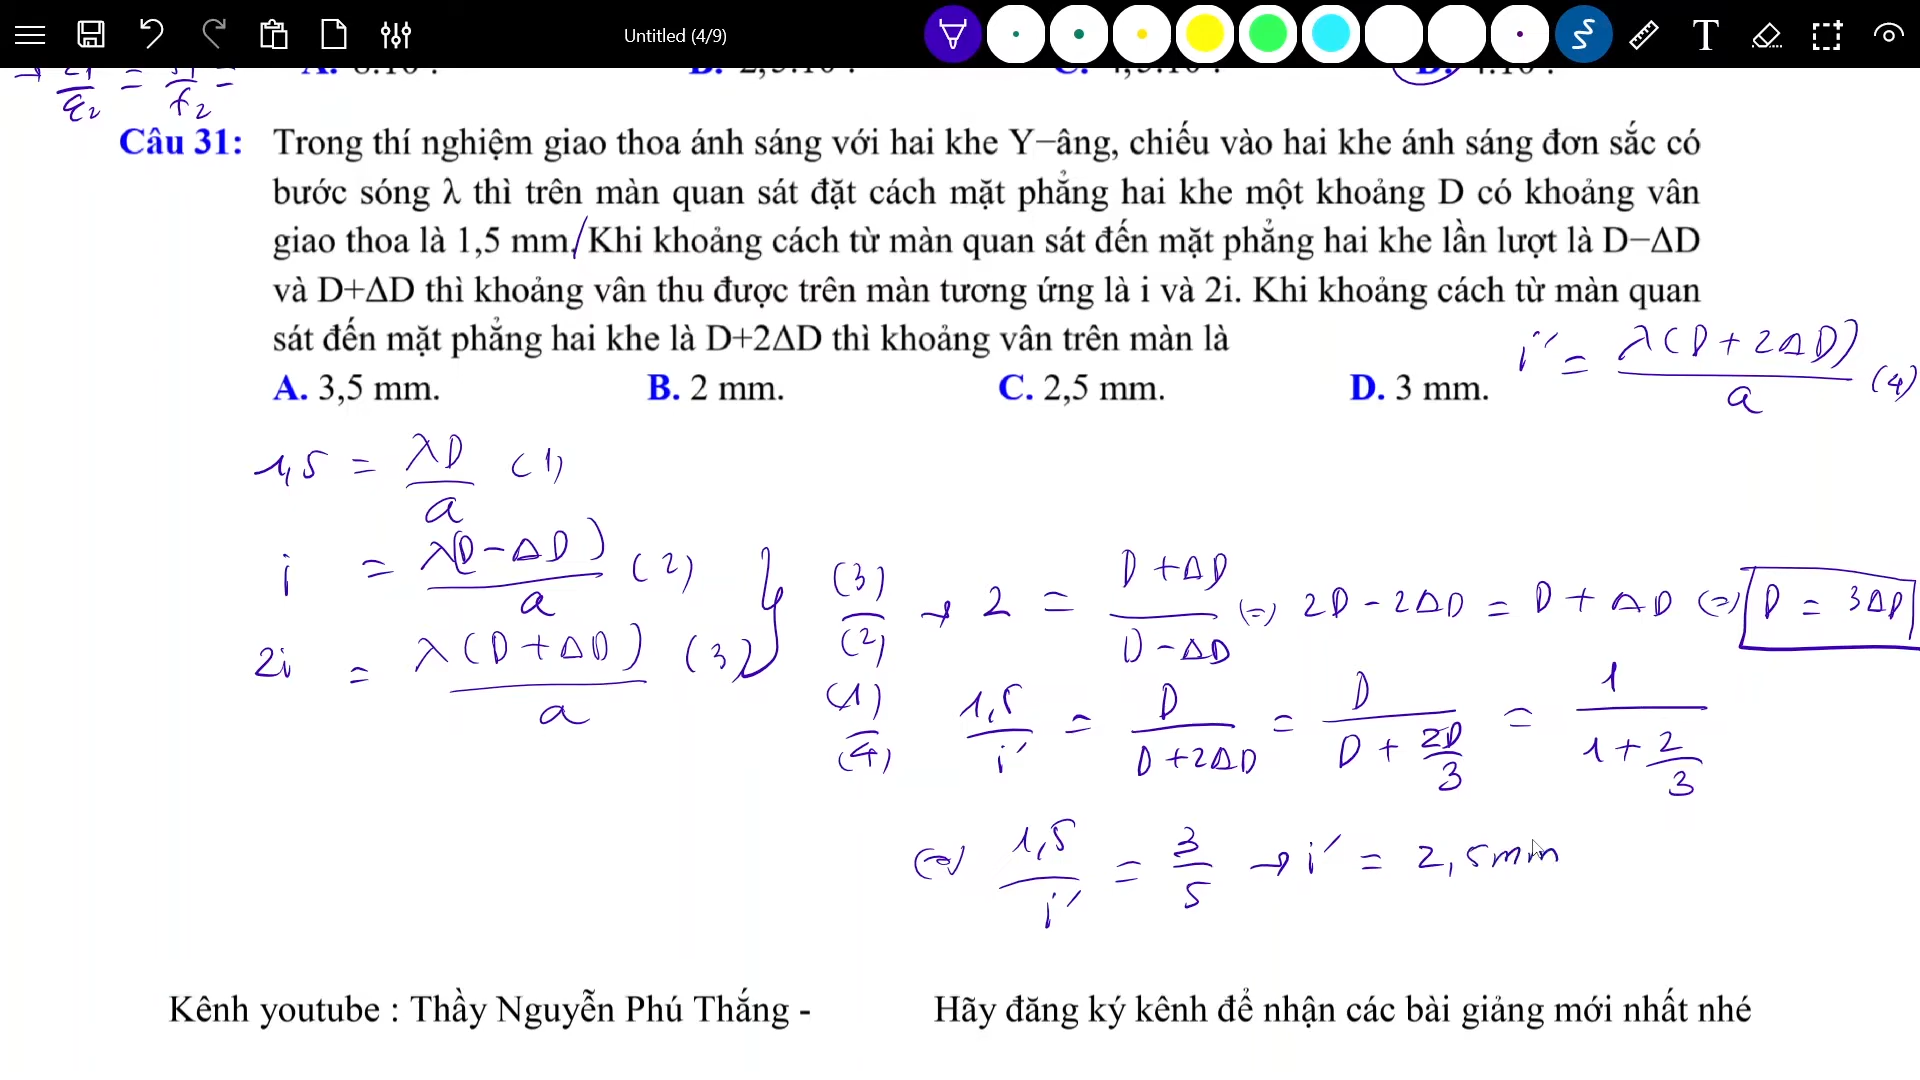 Untitled (4/9)
ε2 = f2 =
Câu 31: Trong thí nghiệm giao thoa ánh sáng với hai khe Y−âng, chiếu vào hai khe ánh sáng đơn sắc có
bước sóng λ thì trên màn quan sát đặt cách mặt phẳng hai khe một khoảng D có khoảng vân
giao thoa là 1,5 mm. Khi khoảng cách từ màn quan sát đến mặt phẳng hai khe lần lượt là D−ΔD
và D+ΔD thì khoảng vân thu được trên màn tương ứng là i và 2i. Khi khoảng cách từ màn quan
sát đến mặt phẳng hai khe là D+2ΔD thì khoảng vân trên màn là
i' = λ(D + 2ΔD) / a (4)
A. 3,5 mm. B. 2 mm. C. 2,5 mm. D. 3 mm.
1,5 = λD / a (1)
i = λ(D - ΔD) / a (2)
(3) / (2) → 2 = D + ΔD / D - ΔD (=) 2D - 2ΔD = D + ΔD (=) D = 3ΔD
2i = λ(D + ΔD) / a (3)
(1) / (4) 1,5 / i' = D / D + 2ΔD = D / D + 2D/3 = 1 / 1 + 2/3
(=) 1,5 / i' = 3 / 5 → i' = 2,5mm
Kênh youtube : Thầy Nguyễn Phú Thắng - Hãy đăng ký kênh để nhận các bài giảng mới nhất nhé